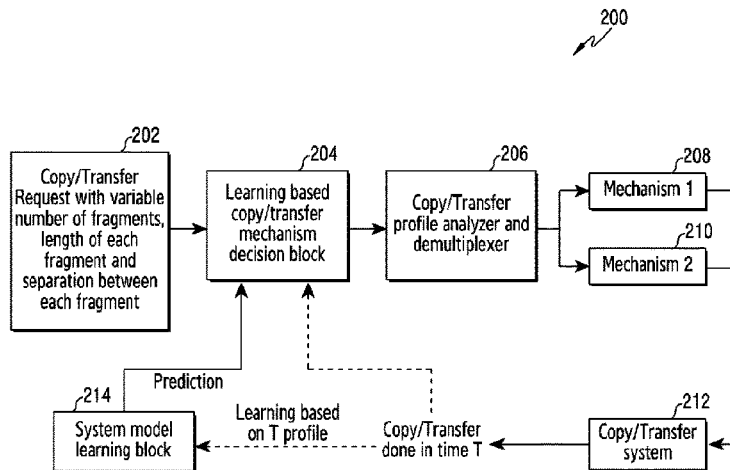 200
202
Copy/Transfer
Request with variable
number of fragments,
length of each
fragment and
separation between
each fragment
204
Learning based
copy/transfer
mechanism
decision block
206
Copy/Transfer
profile analyzer and
demultiplexer
208
Mechanism 1
210
Mechanism 2
212
Copy/Transfer
system
Copy/Transfer
done in time T
Learning based
on T profile
Prediction
214
System model
learning block